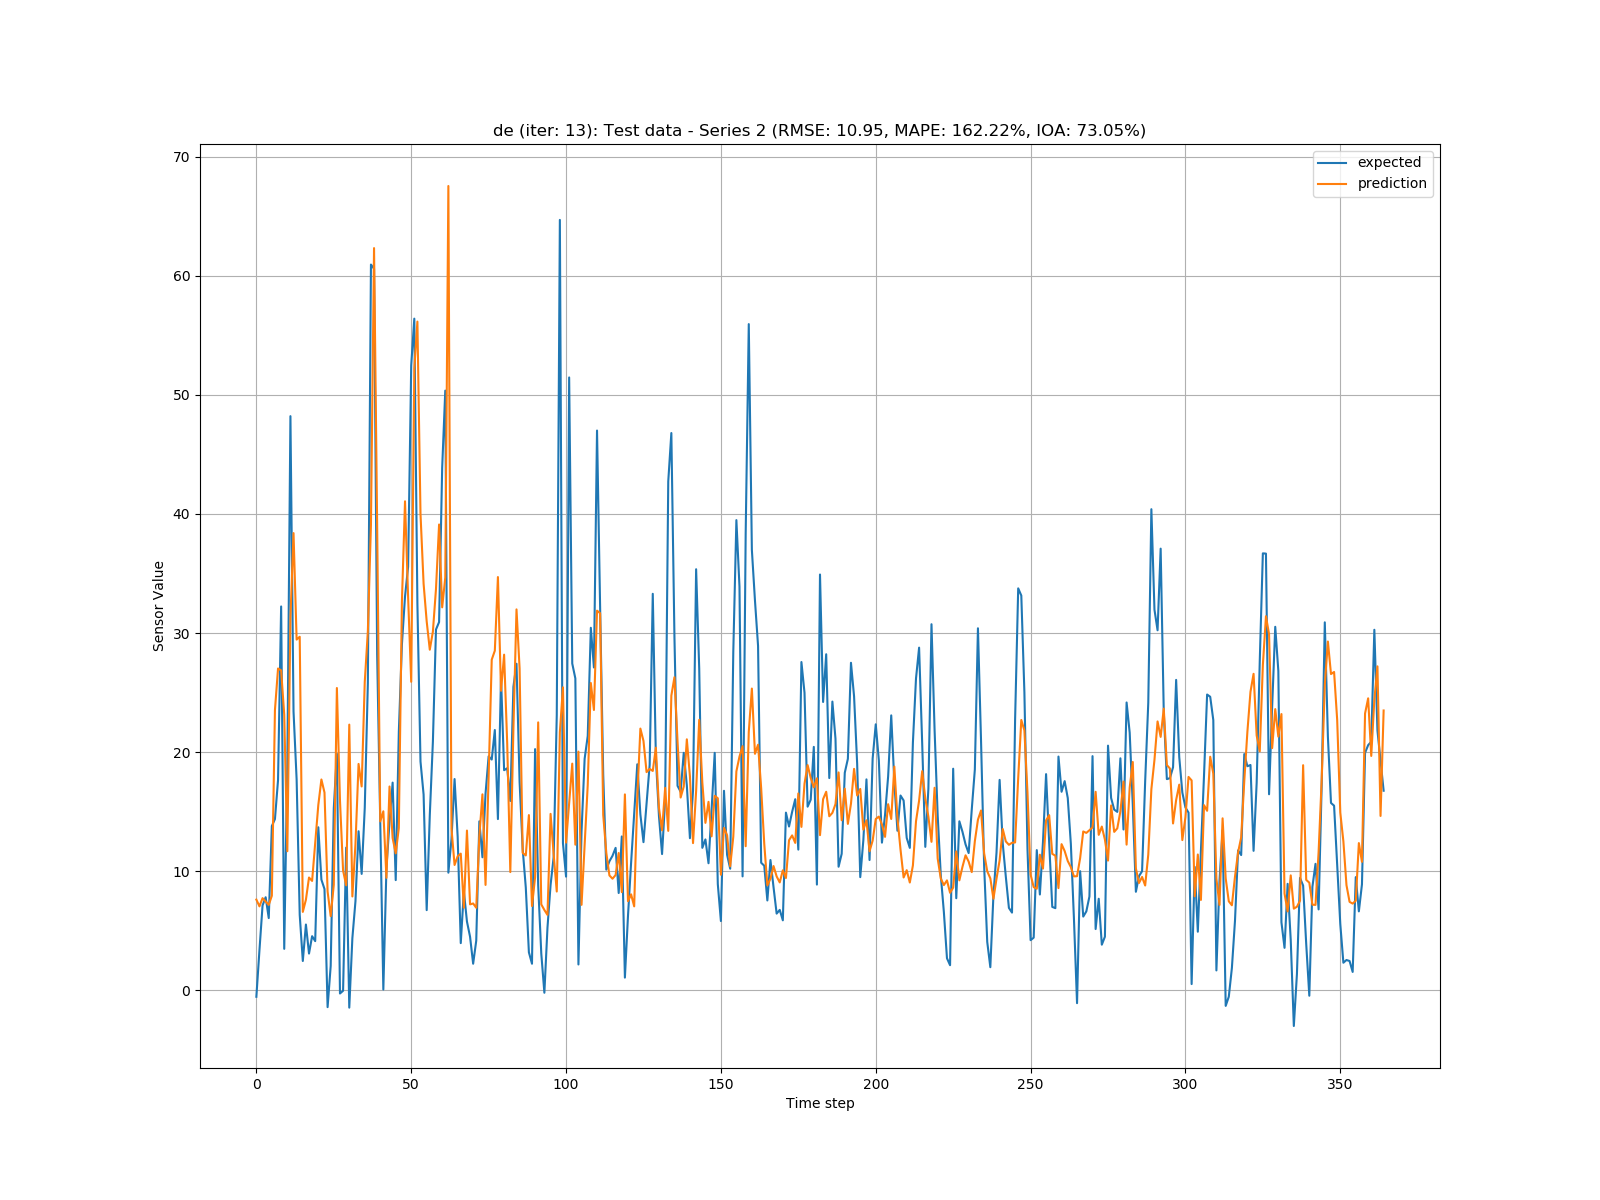 de (iter: 13): Test data - Series 2 (RMSE: 10.95, MAPE: 162.22%, IOA: 73.05%)
expected
prediction
Sensor Value
70
60
50
40
30
20
10
0
0 50 100 150 200 250 300 350
Time step